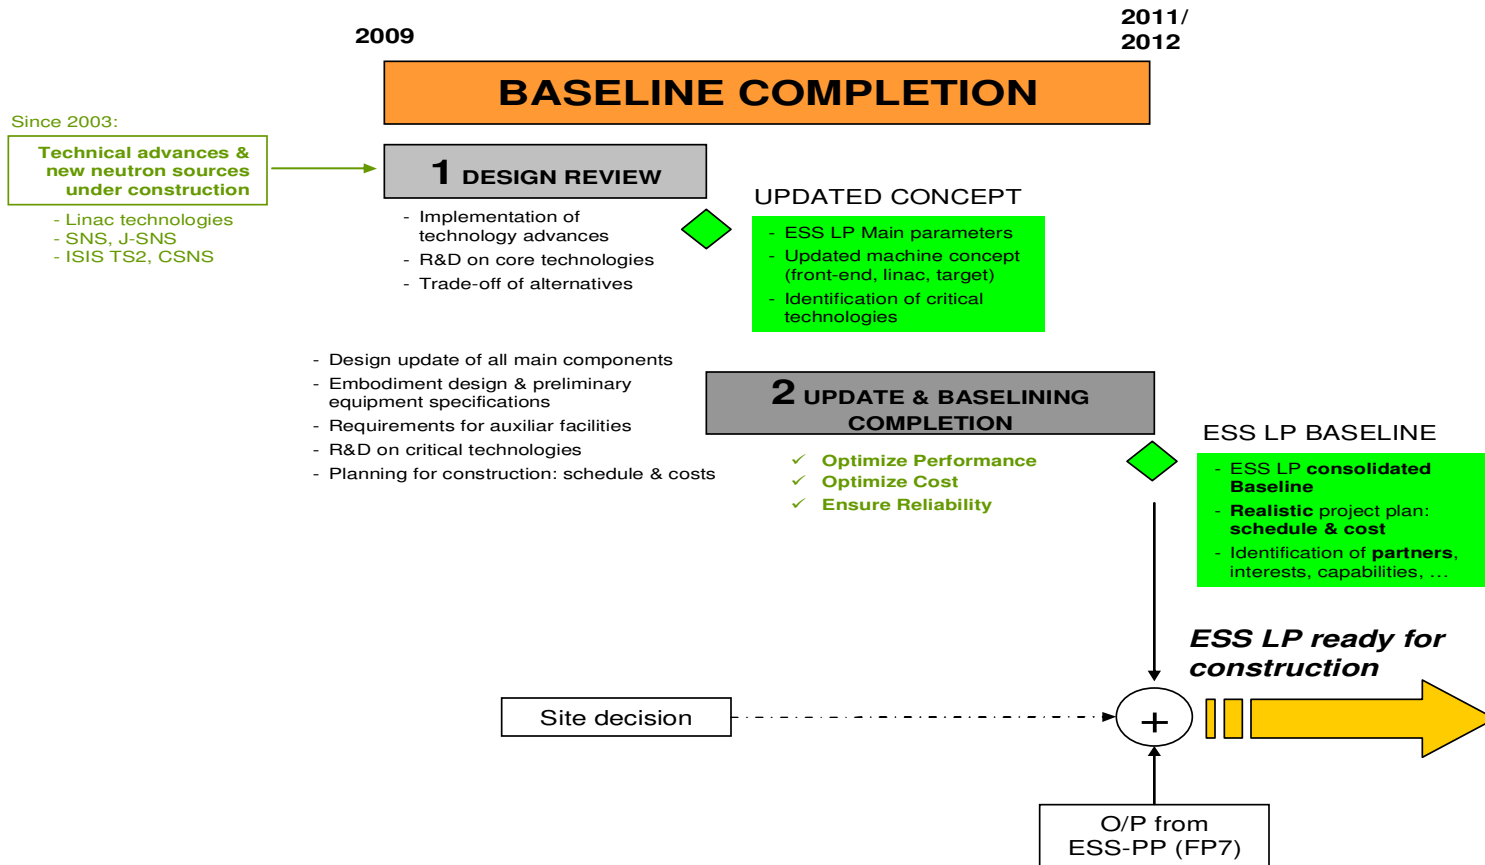 2009
2011/
2012
BASELINE COMPLETION
Since 2003:
Technical advances &
new neutron sources
under construction
- Linac technologies
- SNS, J-SNS
- ISIS TS2, CSNS
1 DESIGN REVIEW
- Implementation of
technology advances
- R&D on core technologies
- Trade-off of alternatives
UPDATED CONCEPT
- ESS LP Main parameters
- Updated machine concept
(front-end, linac, target)
- Identification of critical
technologies
- Design update of all main components
- Embodiment design & preliminary
equipment specifications
- Requirements for auxiliar facilities
- R&D on critical technologies
- Planning for construction: schedule & costs
2 UPDATE & BASELINING
COMPLETION
✓ Optimize Performance
✓ Optimize Cost
✓ Ensure Reliability
ESS LP BASELINE
- ESS LP consolidated
Baseline
- Realistic project plan:
schedule & cost
- Identification of partners,
interests, capabilities, …
ESS LP ready for
construction
Site decision
+
O/P from
ESS-PP (FP7)